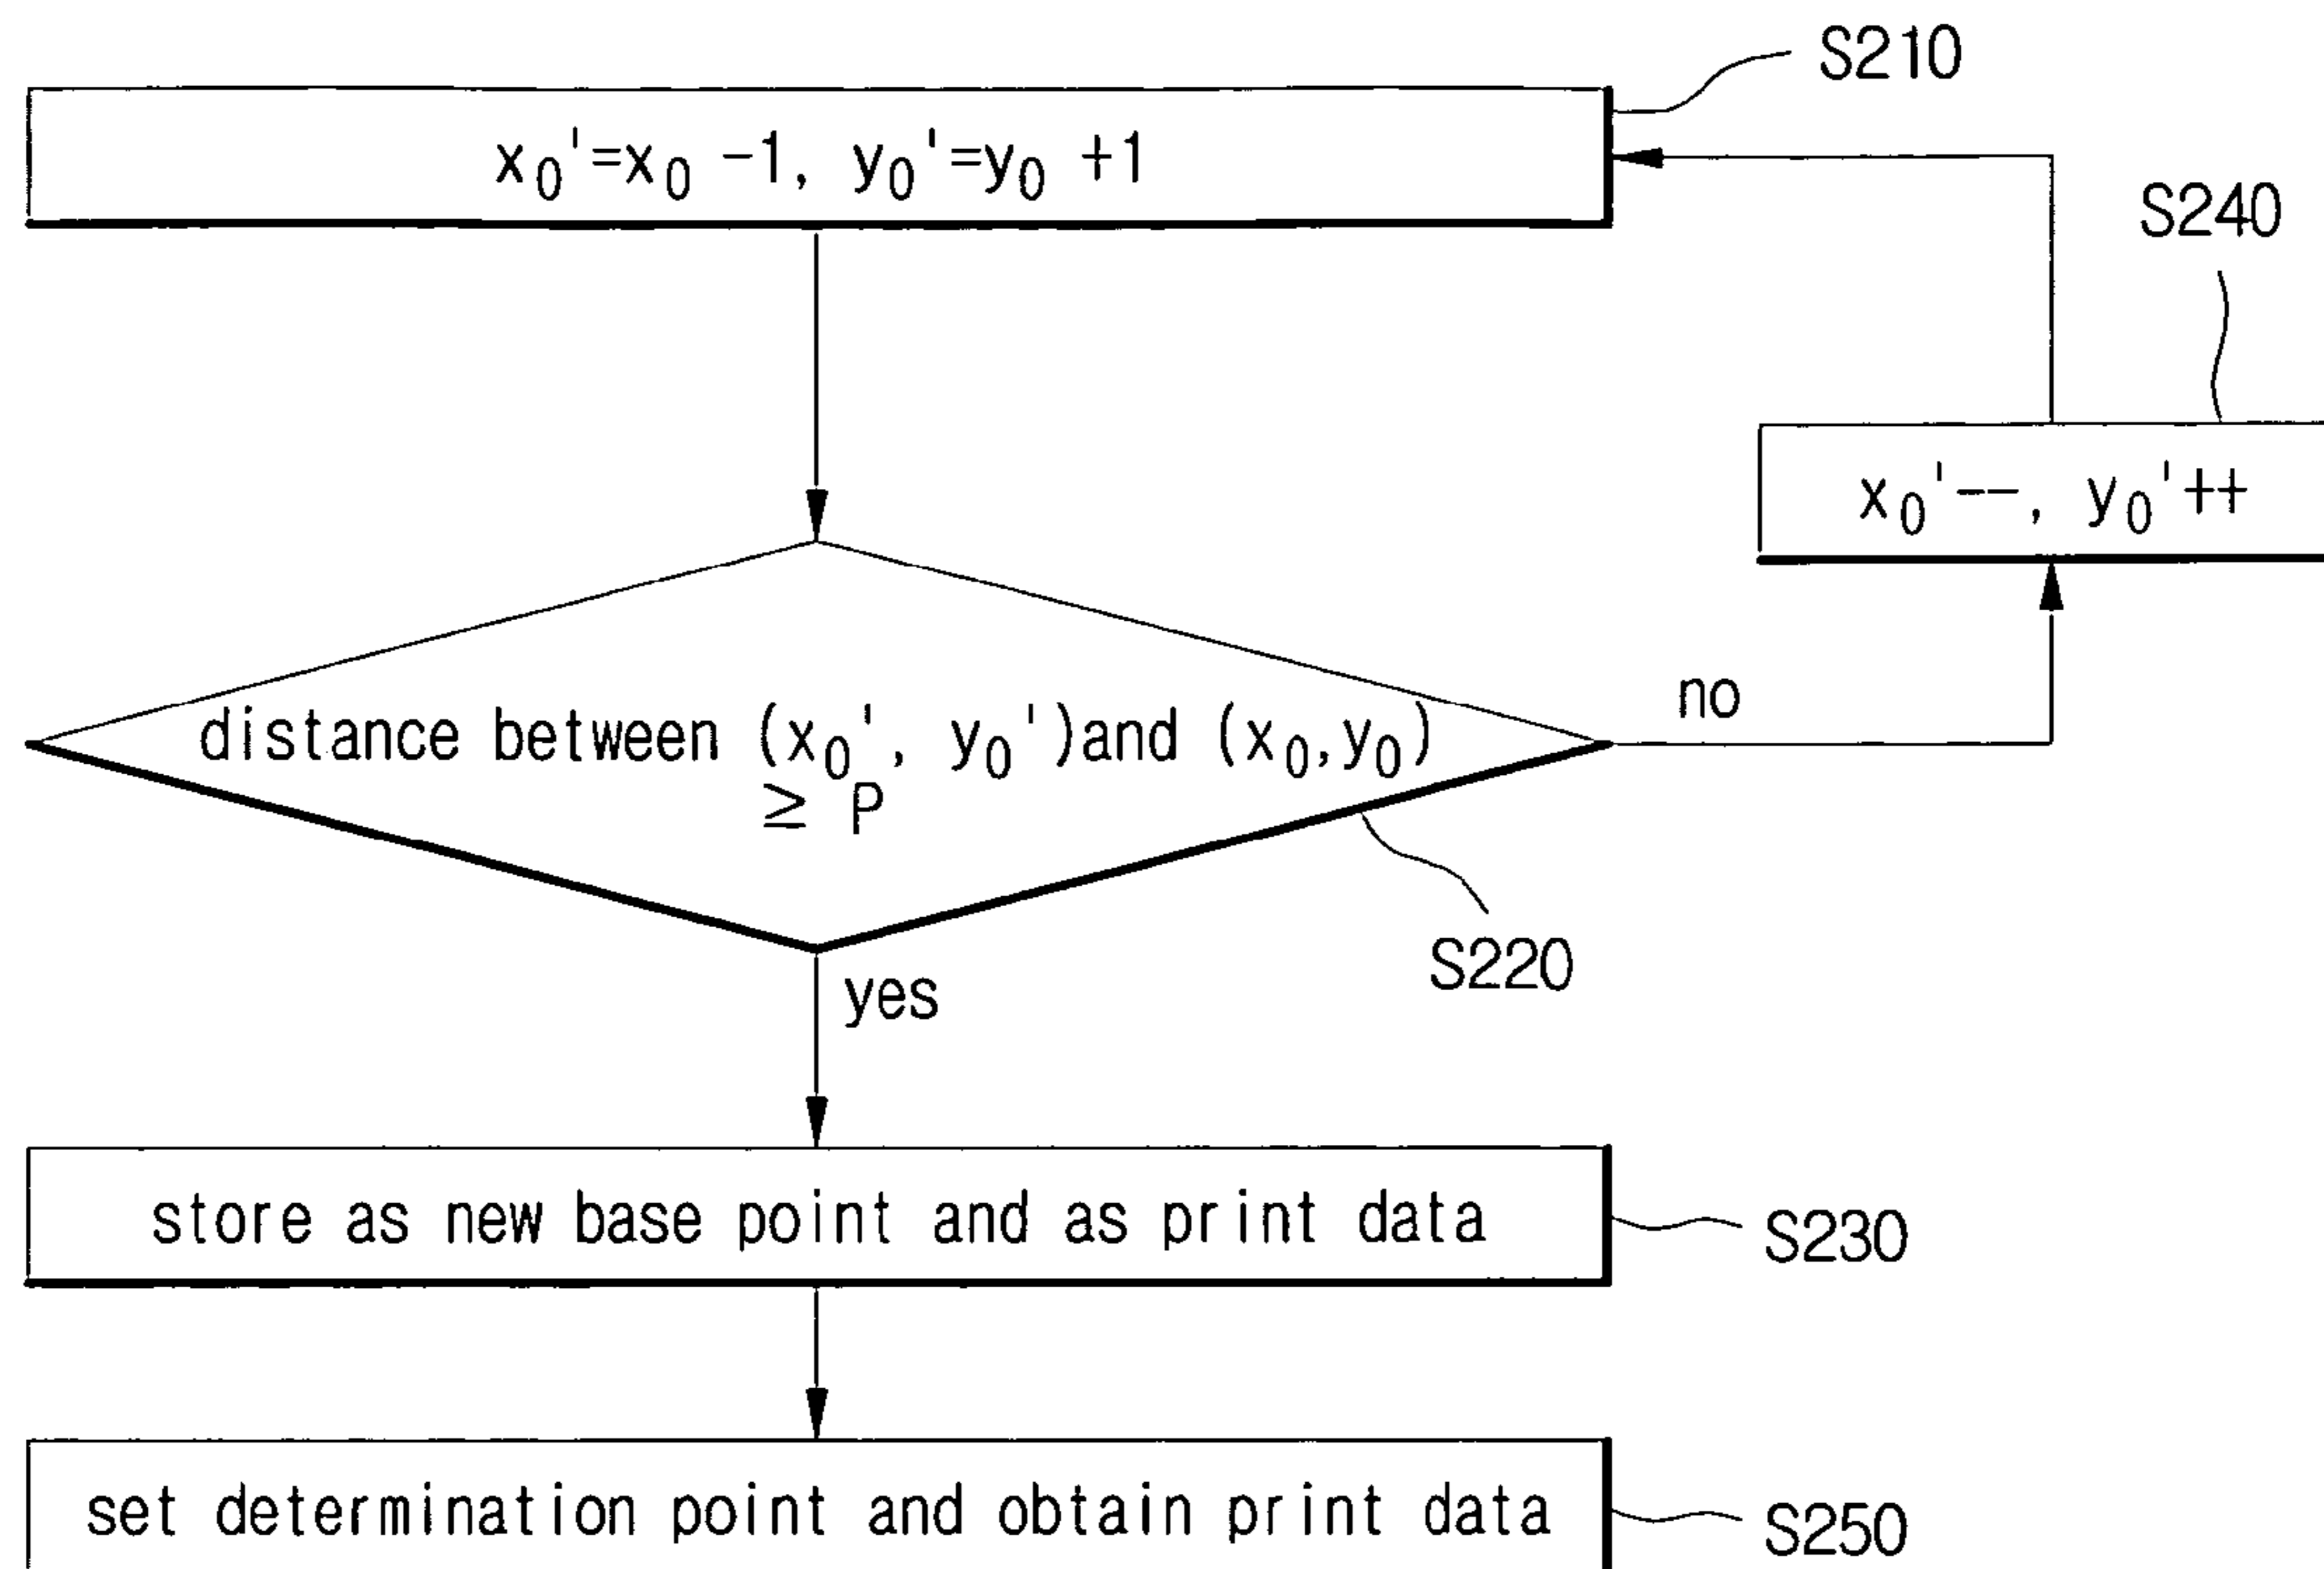 S210
x₀'=x₀ -1, y₀'=y₀ +1
S240
x₀'--, y₀'++
no
distance between (x₀', y₀')and (x₀,y₀)
≥ P
S220
yes
store as new base point and as print data
S230
set determination point and obtain print data
S250